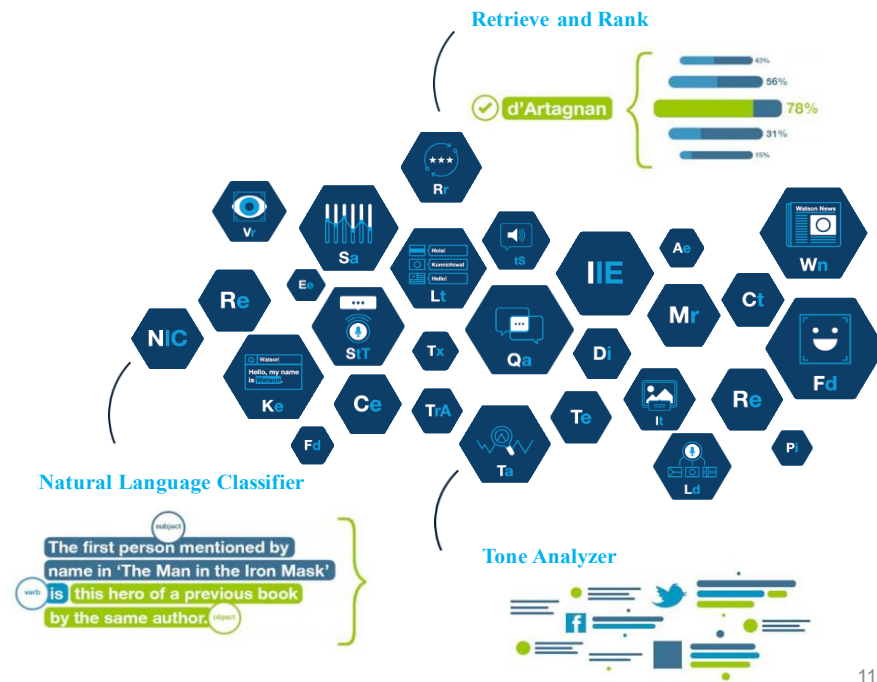 Retrieve and Rank
43%
56%
d'Artagnan
78%
31%
15%
Rr
Vr
Sa
Hola!
Konnichiwa!
Hello!
Lt
tS
IIE
Ae
Watson News
Wn
Ee
Re
NlC
StT
Tx
Qa
Di
Mr
Ct
Fd
Watson
Hello, my name
is Watson.
Ke
Ce
TrA
Te
It
Re
Fd
Ta
Ld
Pi
Natural Language Classifier
subject
The first person mentioned by
name in 'The Man in the Iron Mask'
verb
is this hero of a previous book
by the same author.
object
Tone Analyzer
f
11